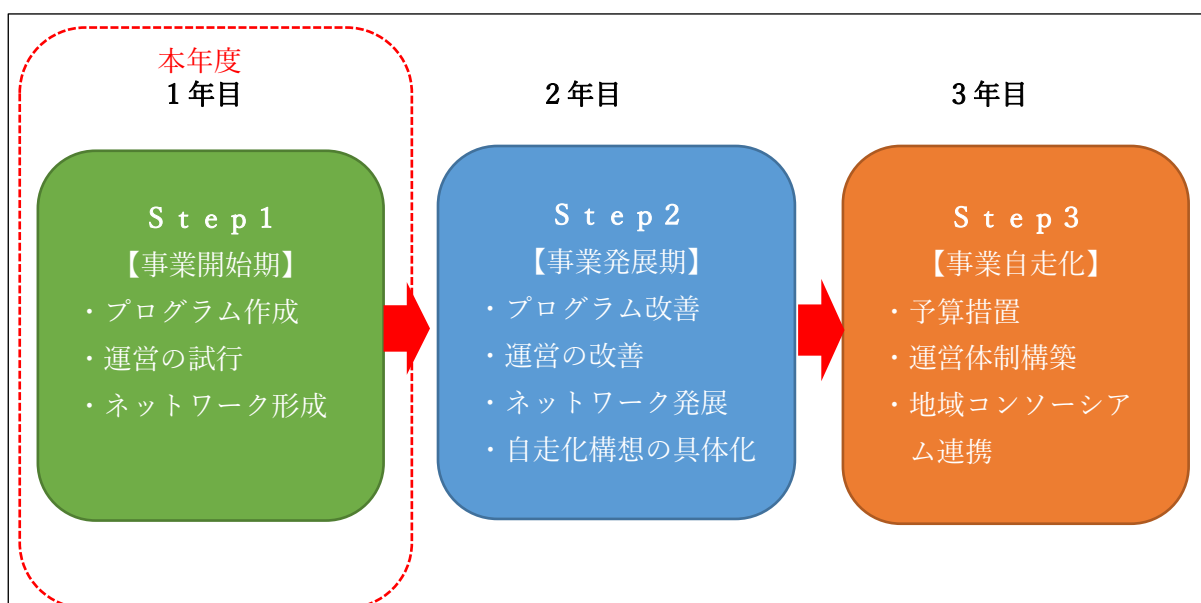 本年度
1年目
2年目
3年目
Step1
【事業開始期】
・プログラム作成
・運営の試行
・ネットワーク形成
Step2
【事業発展期】
・プログラム改善
・運営の改善
・ネットワーク発展
・自走化構想の具体化
Step3
【事業自走化】
・予算措置
・運営体制構築
・地域コンソーシア
ム連携